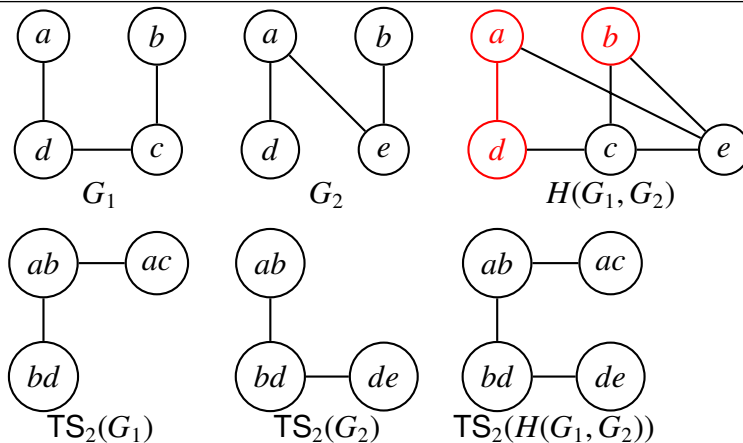 a b a b a b
d c d e d c e
G₁ G₂ H(G₁, G₂)
ab ac ab ab ac
bd bd de bd de
TS₂(G₁) TS₂(G₂) TS₂(H(G₁, G₂))